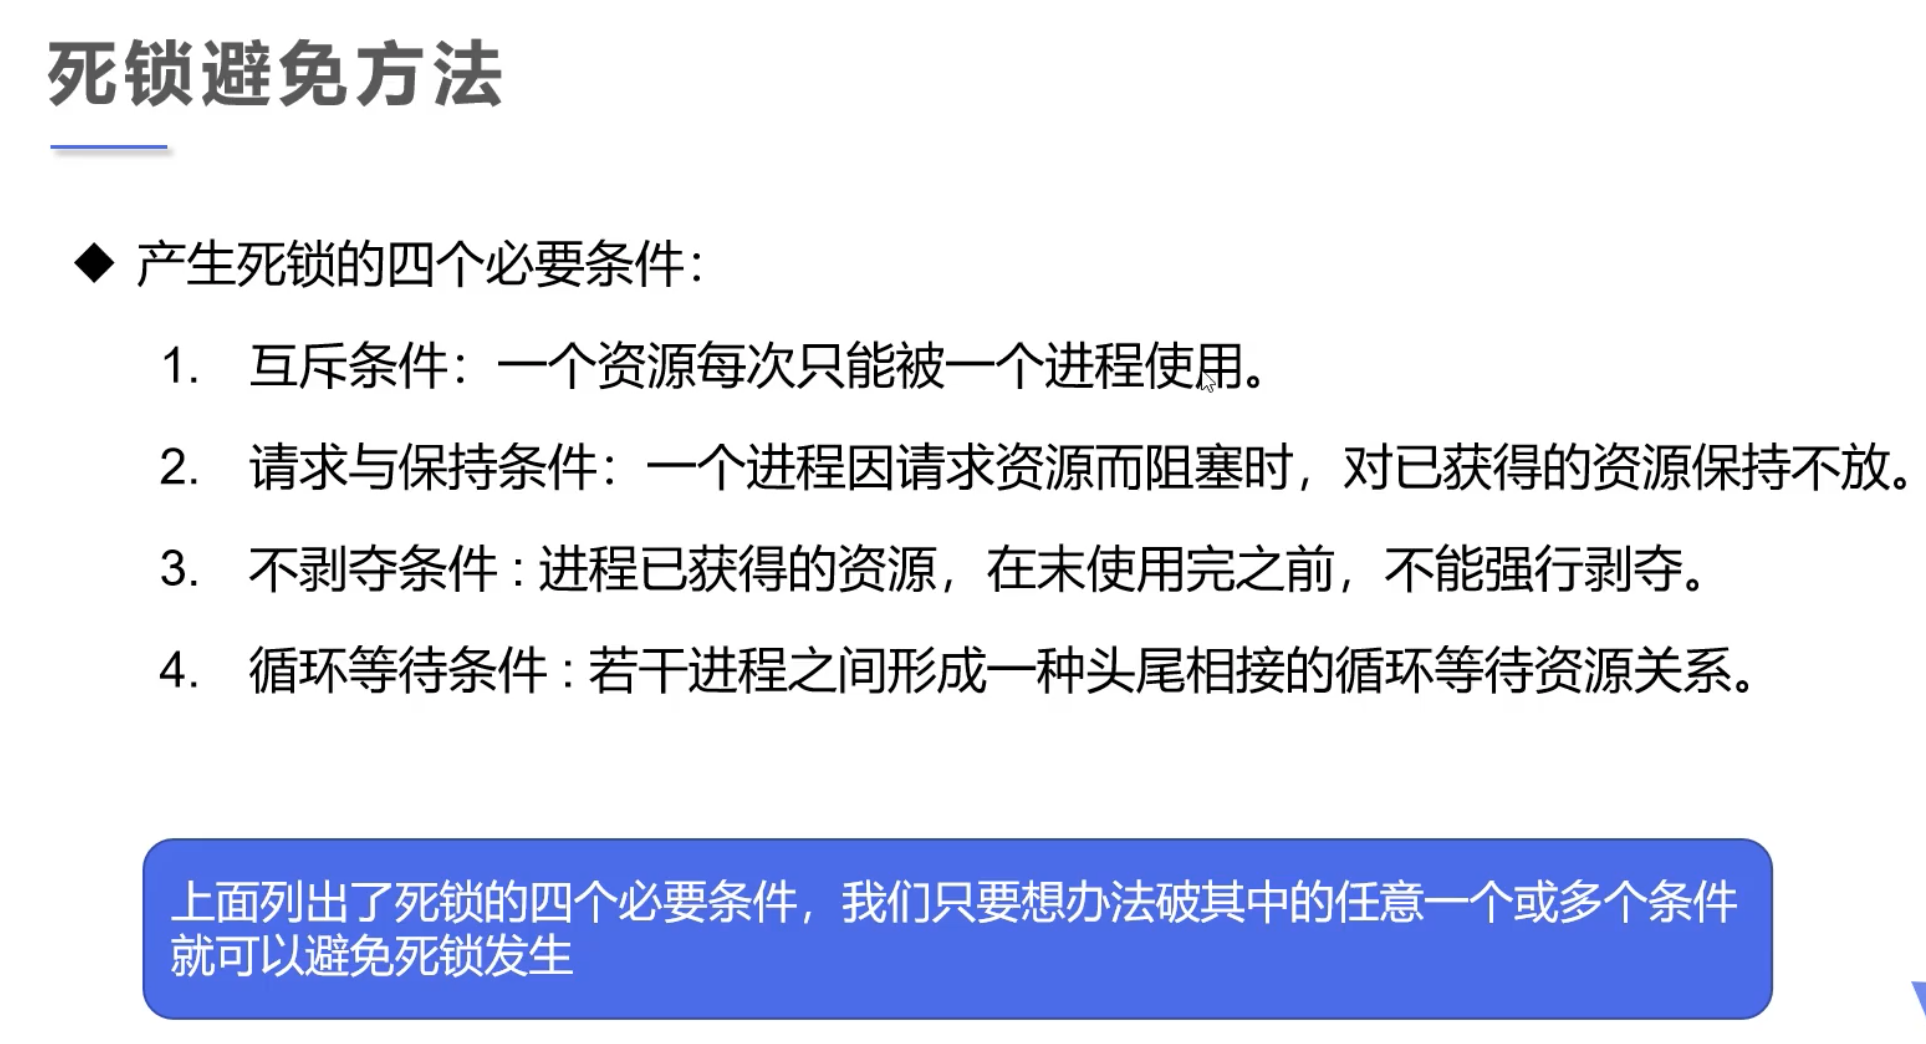 死锁避免方法
◆ 产生死锁的四个必要条件：
1. 互斥条件：一个资源每次只能被一个进程使用。
2. 请求与保持条件：一个进程因请求资源而阻塞时，对已获得的资源保持不放。
3. 不剥夺条件 : 进程已获得的资源，在末使用完之前，不能强行剥夺。
4. 循环等待条件 : 若干进程之间形成一种头尾相接的循环等待资源关系。
上面列出了死锁的四个必要条件，我们只要想办法破其中的任意一个或多个条件
就可以避免死锁发生